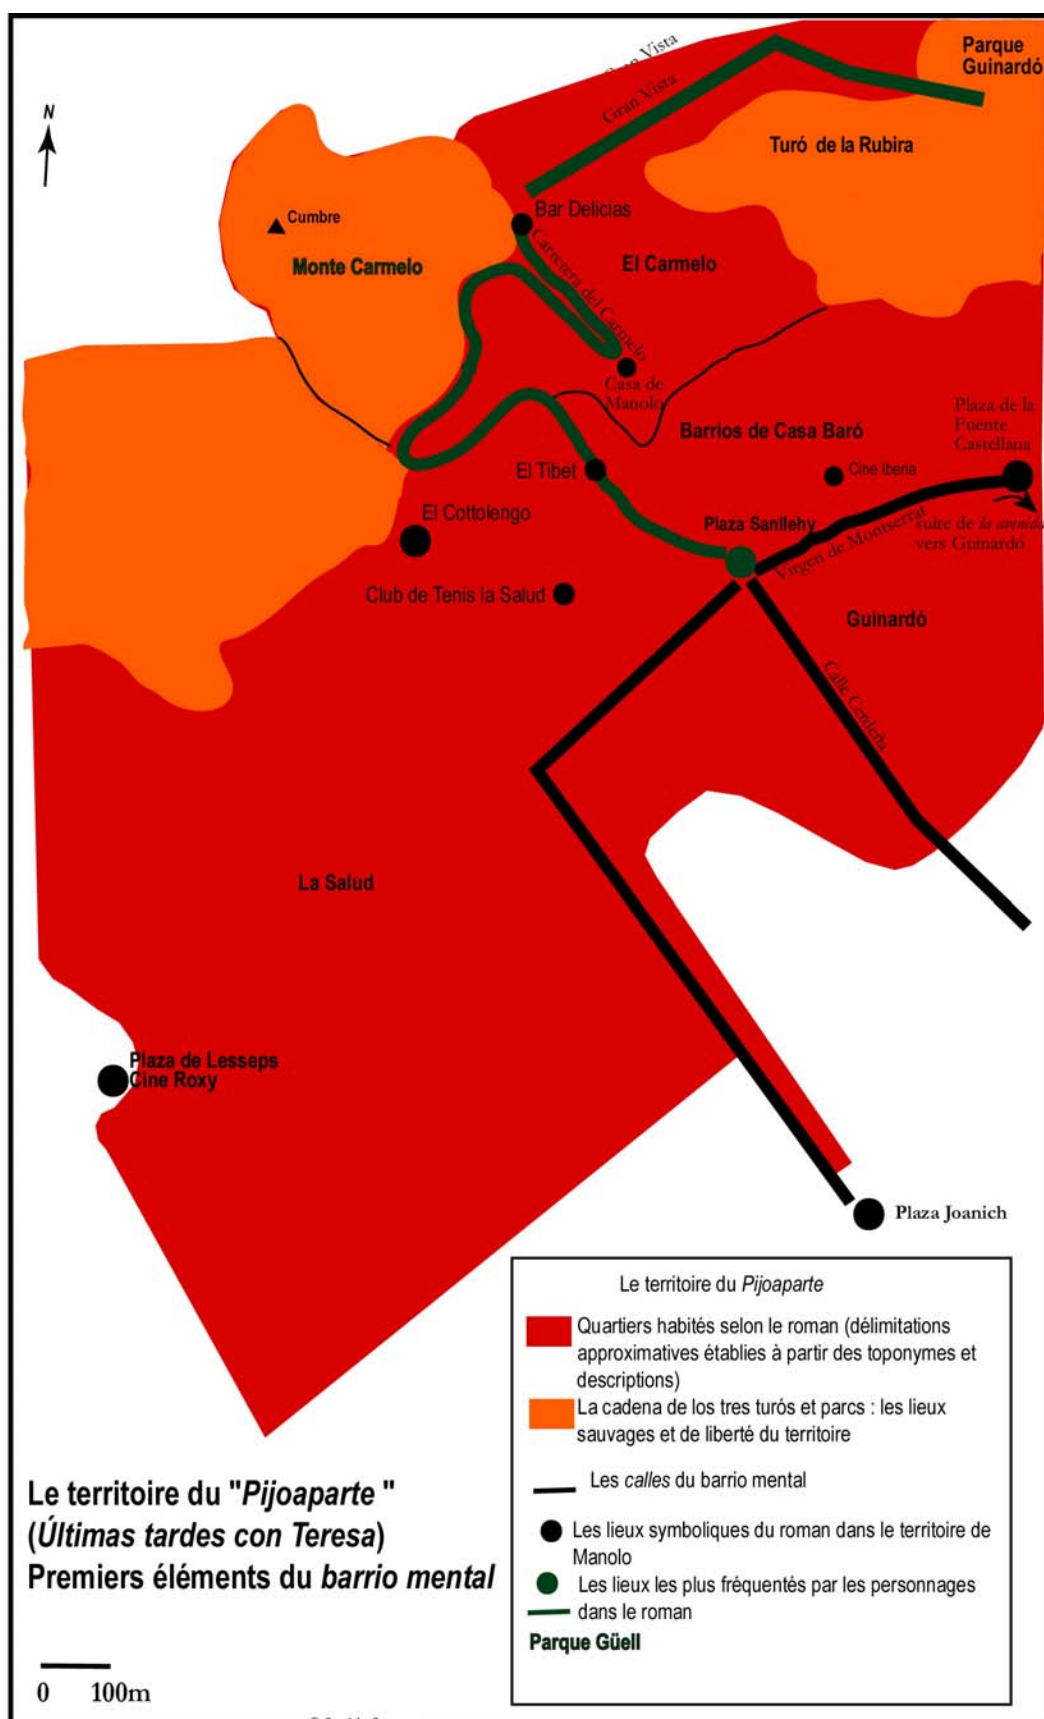 Parque
Guinardó
Gran Vista
Gran Vista
Turó de la Rubira
N
Cumbre
Bar Delicias
Monte Carmelo
El Carmelo
Carretera del Carmelo
Casa de
Manolo
Plaza de la
Fuente
Castellana
Barrios de Casa Baró
El Tibet
Cine Iberia
El Cottolengo
Plaza Sanllehy
Virgen de Montserrat
suite de la avenida
vers Guinardó
Club de Tenis la Salud
Guinardó
Calle Cerdeña
La Salud
Plaza de Lesseps
Cine Roxy
Plaza Joanich
Le territoire du Pijoaparte
Quartiers habités selon le roman (délimitations
approximatives établies à partir des toponymes et
descriptions)
La cadena de los tres turós et parcs : les lieux
sauvages et de liberté du territoire
Les calles du barrio mental
Les lieux symboliques du roman dans le territoire de
Manolo
Les lieux les plus fréquentés par les personnages
dans le roman
Parque Güell
Le territoire du "Pijoaparte "
(Últimas tardes con Teresa)
Premiers éléments du barrio mental
0 100m